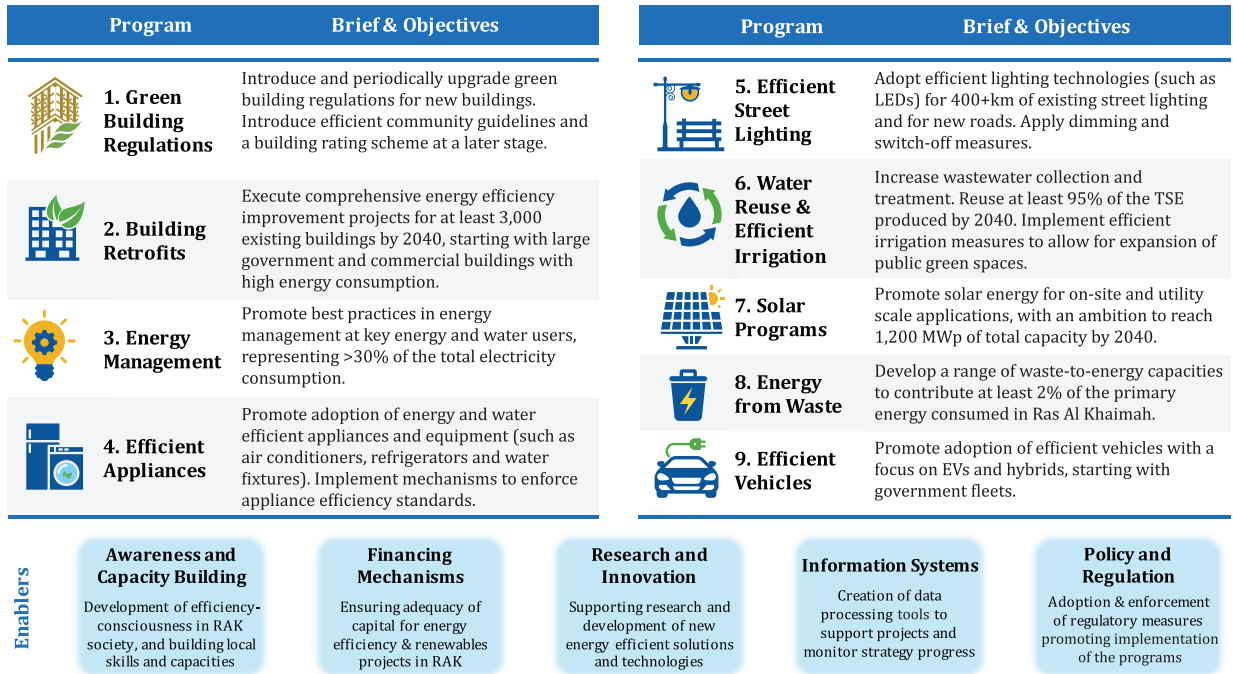 Program Brief & Objectives
1. Green
Building
Regulations
Introduce and periodically upgrade green
building regulations for new buildings.
Introduce efficient community guidelines and
a building rating scheme at a later stage.
2. Building
Retrofits
Execute comprehensive energy efficiency
improvement projects for at least 3,000
existing buildings by 2040, starting with large
government and commercial buildings with
high energy consumption.
3. Energy
Management
Promote best practices in energy
management at key energy and water users,
representing >30% of the total electricity
consumption.
4. Efficient
Appliances
Promote adoption of energy and water
efficient appliances and equipment (such as
air conditioners, refrigerators and water
fixtures). Implement mechanisms to enforce
appliance efficiency standards.
Program Brief & Objectives
5. Efficient
Street
Lighting
Adopt efficient lighting technologies (such as
LEDs) for 400+km of existing street lighting
and for new roads. Apply dimming and
switch-off measures.
6. Water
Reuse &
Efficient
Irrigation
Increase wastewater collection and
treatment. Reuse at least 95% of the TSE
produced by 2040. Implement efficient
irrigation measures to allow for expansion of
public green spaces.
7. Solar
Programs
Promote solar energy for on-site and utility
scale applications, with an ambition to reach
1,200 MWp of total capacity by 2040.
8. Energy
from Waste
Develop a range of waste-to-energy capacities
to contribute at least 2% of the primary
energy consumed in Ras Al Khaimah.
9. Efficient
Vehicles
Promote adoption of efficient vehicles with a
focus on EVs and hybrids, starting with
government fleets.
Enablers
Awareness and
Capacity Building
Development of efficiency-
consciousness in RAK
society, and building local
skills and capacities
Financing
Mechanisms
Ensuring adequacy of
capital for energy
efficiency & renewables
projects in RAK
Research and
Innovation
Supporting research and
development of new
energy efficient solutions
and technologies
Information Systems
Creation of data
processing tools to
support projects and
monitor strategy progress
Policy and
Regulation
Adoption & enforcement
of regulatory measures
promoting implementation
of the programs